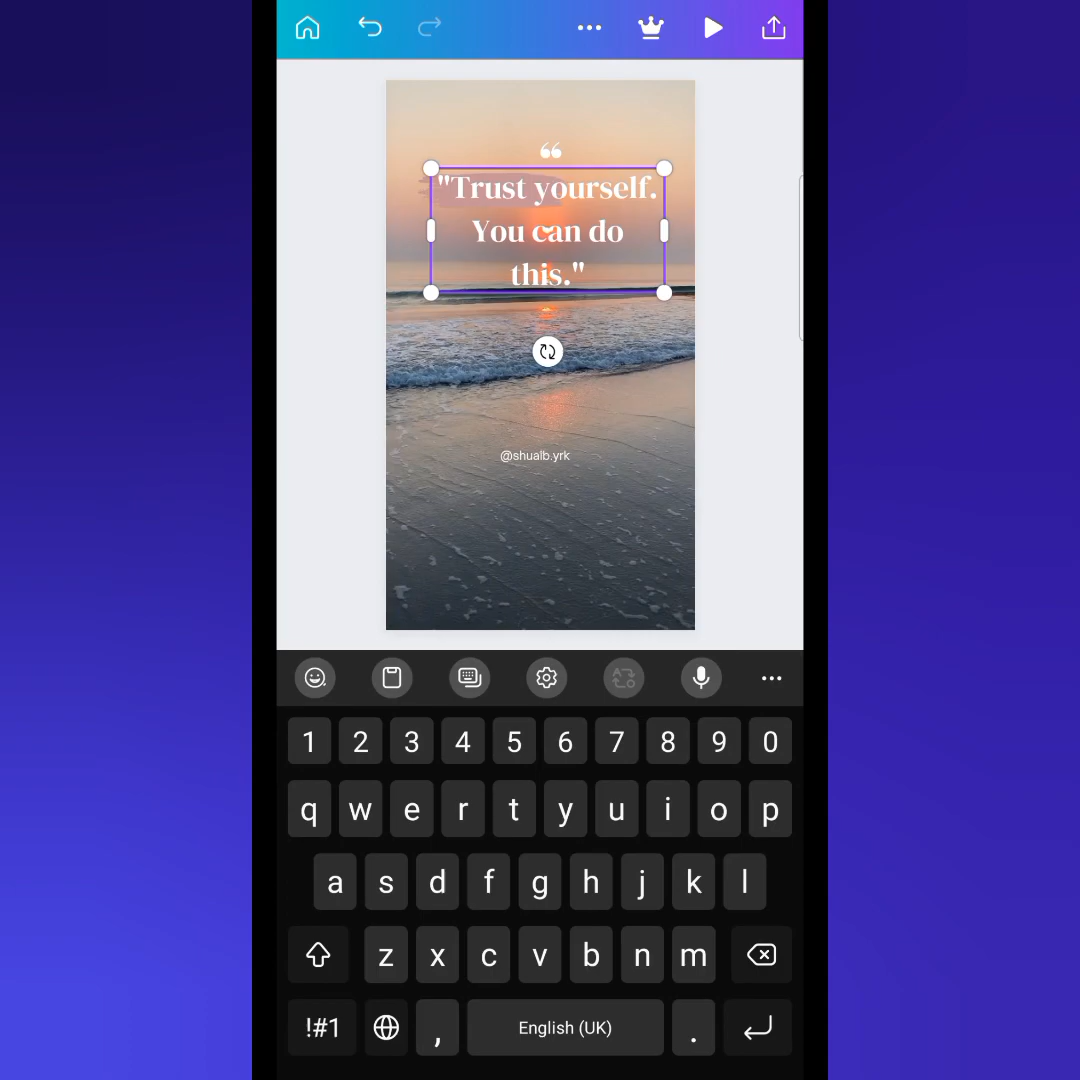 ❝
"Trust yourself.
You can do
this."
@shualb.yrk
1 2 3 4 5 6 7 8 9 0
q w e r t y u i o p
a s d f g h j k l
z x c v b n m
!#1 , English (UK) .